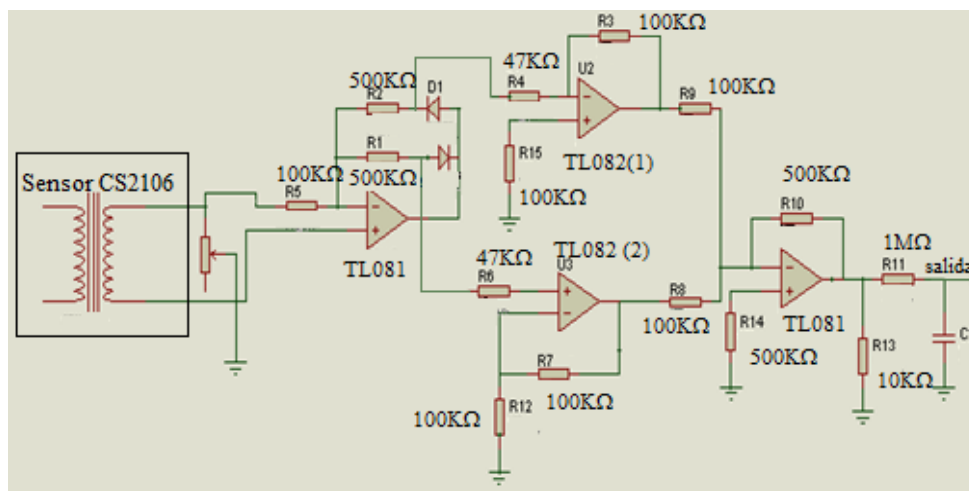 R3
100KΩ
47KΩ
U2
R4
500KΩ
R2
D1
R9
100KΩ
R15
TL082(1)
100KΩ
Sensor CS2106
R1
100KΩ
R5
500KΩ
TL081
500KΩ
R10
TL082 (2)
U3
47KΩ
R6
1MΩ
R11
salida
R8
100KΩ
R14
TL081
500KΩ
R13
C
10KΩ
R7
100KΩ
R12
100KΩ